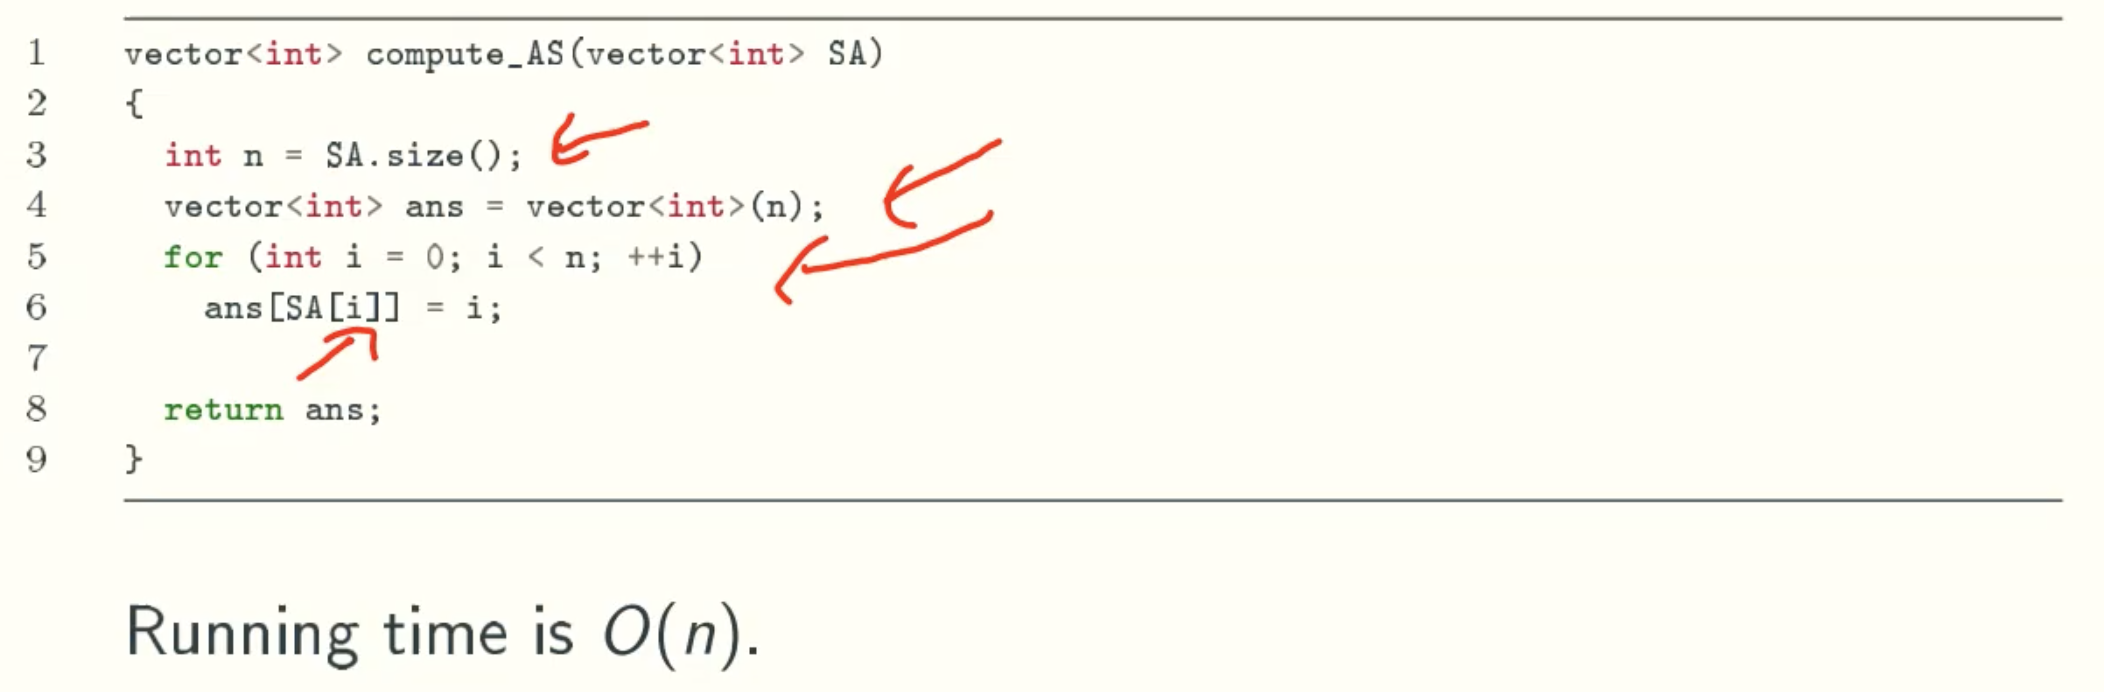 1 vector<int> compute_AS(vector<int> SA)
2 {
3 int n = SA.size();
4 vector<int> ans = vector<int>(n);
5 for (int i = 0; i < n; ++i)
6 ans[SA[i]] = i;
7
8 return ans;
9 }
Running time is O(n).